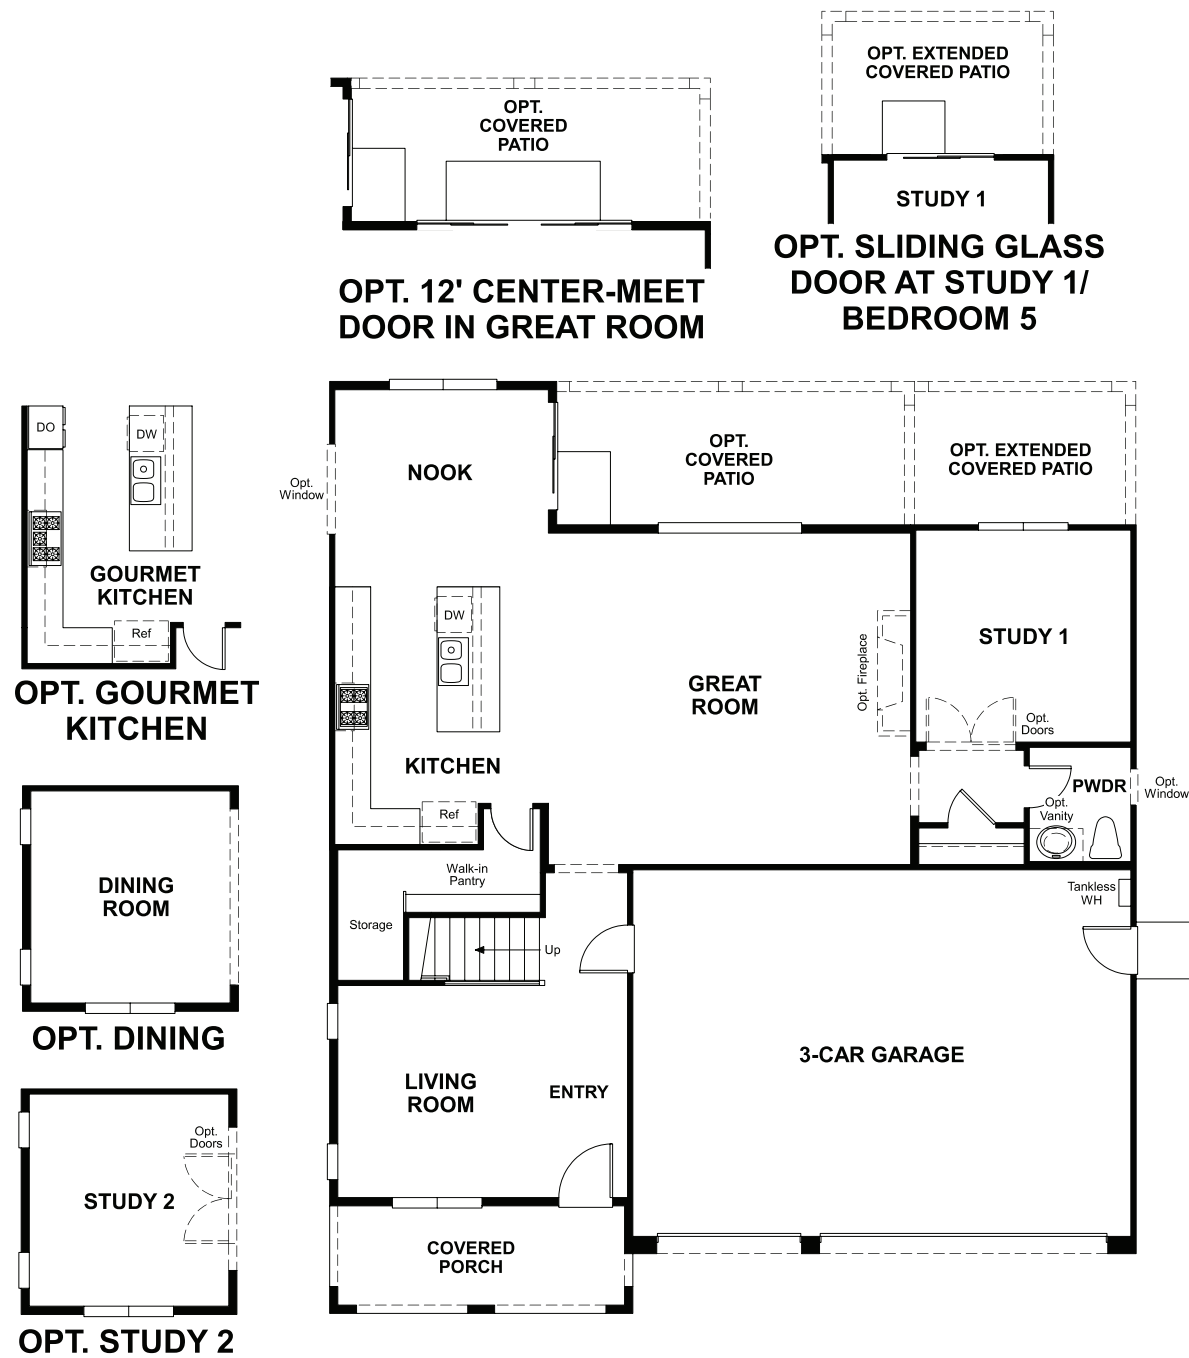 OPT. EXTENDED
COVERED PATIO
STUDY 1
OPT. SLIDING GLASS
DOOR AT STUDY 1/
BEDROOM 5
OPT.
COVERED
PATIO
OPT. 12' CENTER-MEET
DOOR IN GREAT ROOM
DO
DW
GOURMET
KITCHEN
Ref
OPT. GOURMET
KITCHEN
DINING
ROOM
OPT. DINING
Opt.
Doors
STUDY 2
OPT. STUDY 2
NOOK
Opt.
Window
OPT.
COVERED
PATIO
OPT. EXTENDED
COVERED PATIO
DW
STUDY 1
Opt. Fireplace
GREAT
ROOM
Opt.
Doors
KITCHEN
PWDR
Opt.
Window
Opt.
Vanity
Ref
Walk-in
Pantry
Tankless
WH
Storage
Up
3-CAR GARAGE
LIVING
ROOM
ENTRY
COVERED
PORCH